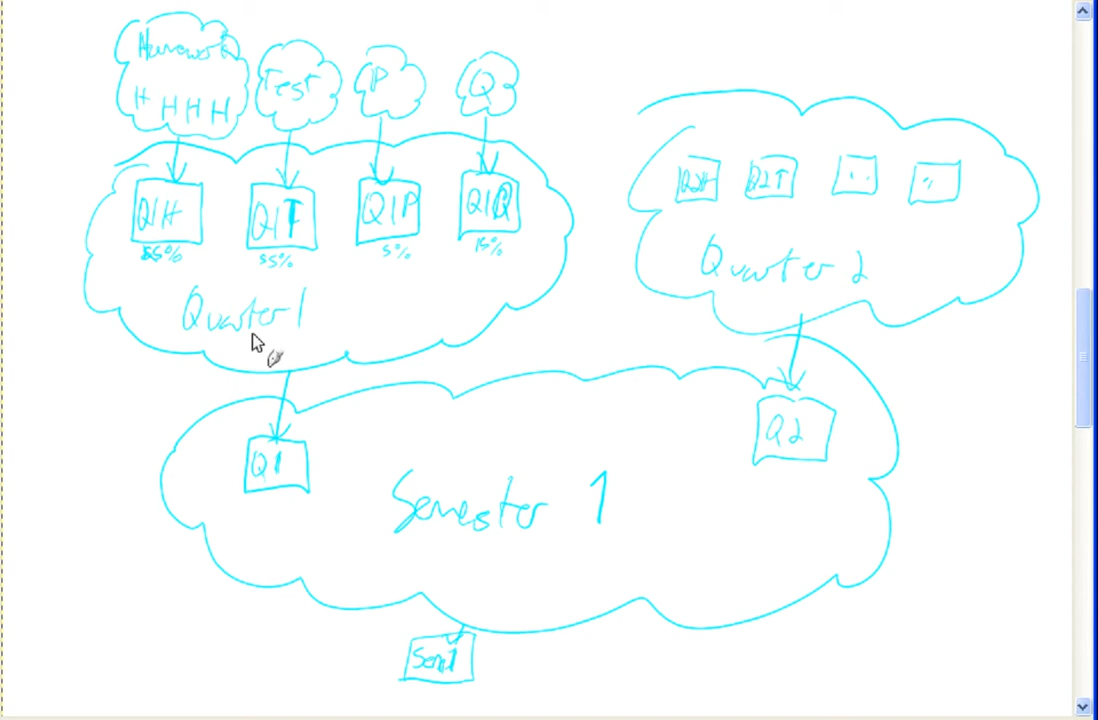 Homework
H H H H
Test
P
Q
Q1H
Q1T
Q1P
Q1Q
55%
5%
15%
Quarter 1
Q2H
Q2T
Quarter 2
Q1
Q2
Semester 1
Sem1